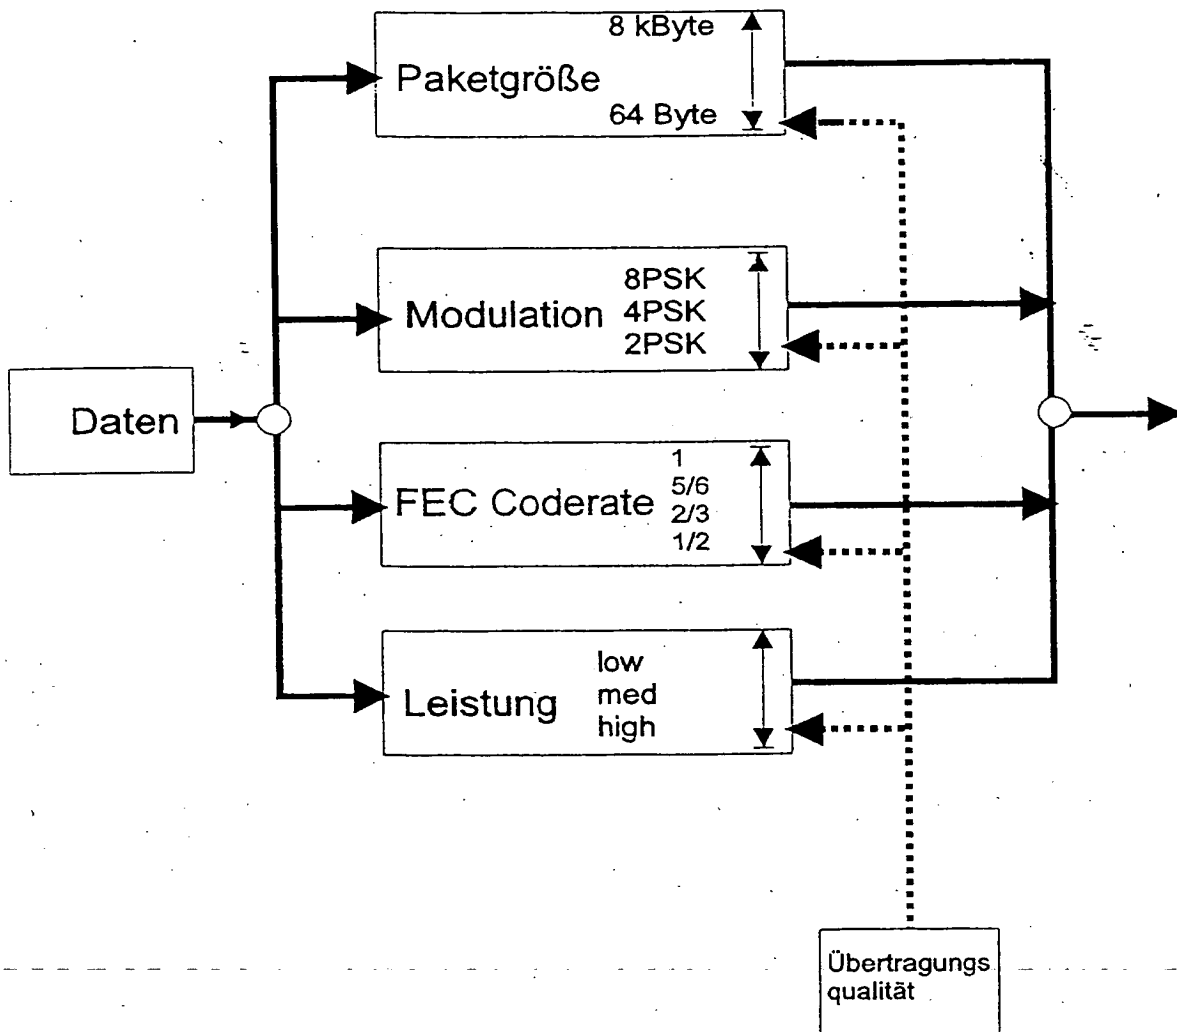 8 kByte
Paketgröße
64 Byte
8PSK
Modulation
4PSK
2PSK
Daten
1
FEC Coderate
5/6
2/3
1/2
low
Leistung
med
high
Übertragungs
qualität